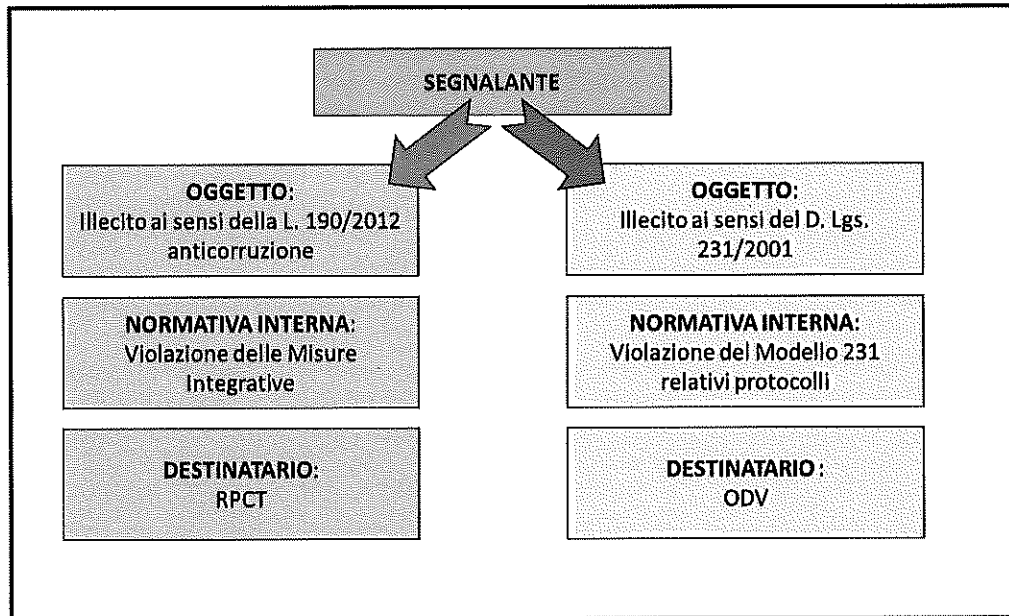 SEGNALANTE
OGGETTO:
Illecito ai sensi della L. 190/2012
anticorruzione
NORMATIVA INTERNA:
Violazione delle Misure
Integrative
DESTINATARIO:
RPCT
OGGETTO:
Illecito ai sensi del D. Lgs.
231/2001
NORMATIVA INTERNA:
Violazione del Modello 231
relativi protocolli
DESTINATARIO :
ODV